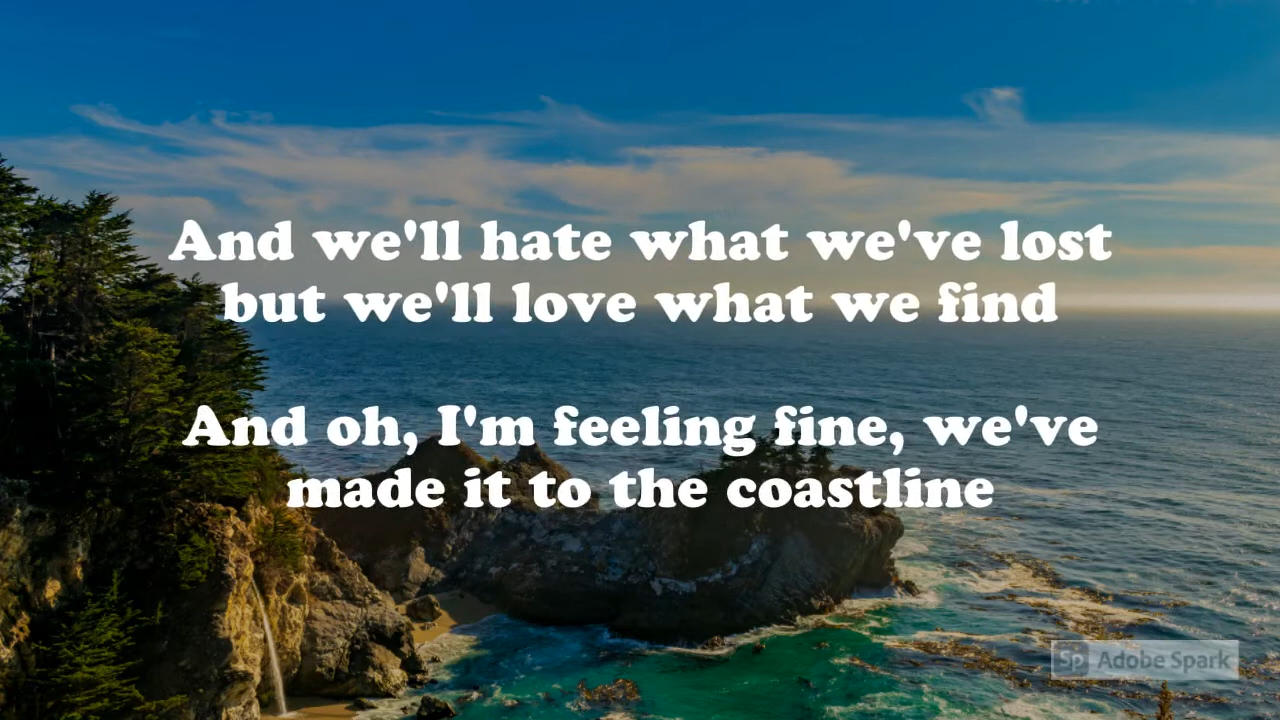 And we'll hate what we've lost
but we'll love what we find
And oh, I'm feeling fine, we've
made it to the coastline
Sp Adobe Spark